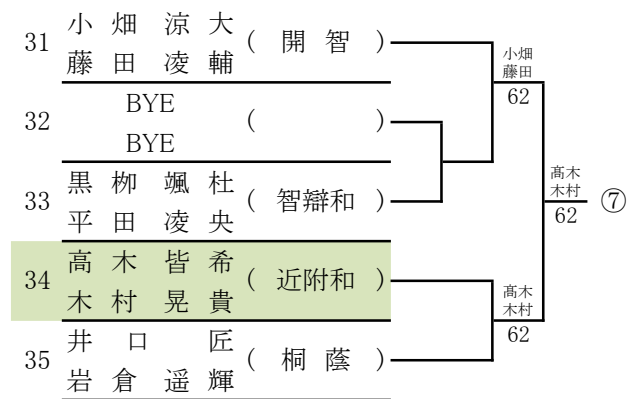 31 小畑涼大 藤田凌輔 (開智)
32 BYE BYE ( )
33 黒栁颯杜 平田凌央 (智辯和)
34 高木皆希 木村晃貴 (近附和)
35 井口匠 岩倉遥輝 (桐蔭)
小畑
藤田
62
髙木
木村
62
髙木
木村
62
⑦